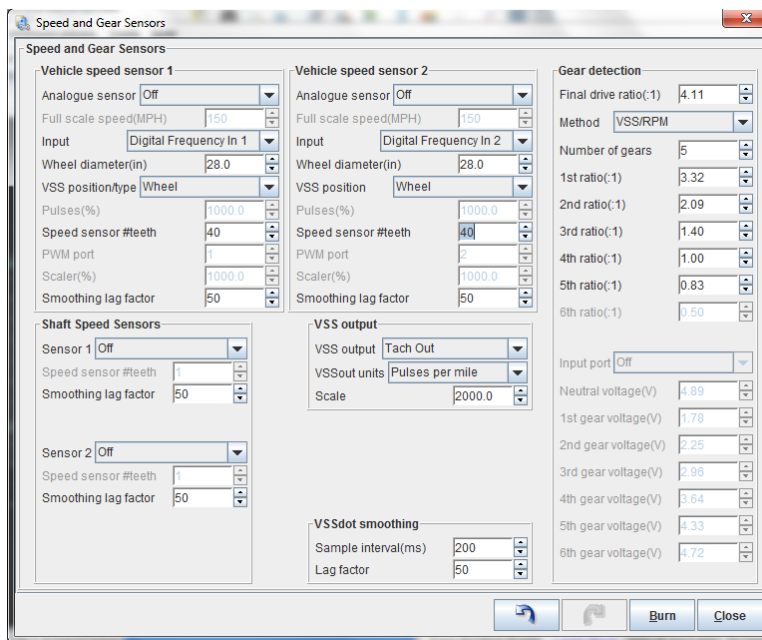 Speed and Gear Sensors
Speed and Gear Sensors
Vehicle speed sensor 1
Analogue sensor Off
Full scale speed(MPH) 150
Input Digital Frequency In 1
Wheel diameter(in) 28.0
VSS position/type Wheel
Pulses(%) 1000.0
Speed sensor #teeth 40
PWM port 1
Scaler(%) 1000.0
Smoothing lag factor 50
Vehicle speed sensor 2
Analogue sensor Off
Full scale speed(MPH) 150
Input Digital Frequency In 2
Wheel diameter(in) 28.0
VSS position Wheel
Pulses(%) 1000.0
Speed sensor #teeth 40
PWM port 2
Scaler(%) 1000.0
Smoothing lag factor 50
Gear detection
Final drive ratio(:1) 4.11
Method VSS/RPM
Number of gears 5
1st ratio(:1) 3.32
2nd ratio(:1) 2.09
3rd ratio(:1) 1.40
4th ratio(:1) 1.00
5th ratio(:1) 0.83
6th ratio(:1) 0.50
Input port Off
Neutral voltage(V) 4.89
1st gear voltage(V) 1.78
2nd gear voltage(V) 2.25
3rd gear voltage(V) 2.96
4th gear voltage(V) 3.64
5th gear voltage(V) 4.33
6th gear voltage(V) 4.72
Shaft Speed Sensors
Sensor 1 Off
Speed sensor #teeth 1
Smoothing lag factor 50
Sensor 2 Off
Speed sensor #teeth 1
Smoothing lag factor 50
VSS output
VSS output Tach Out
VSSout units Pulses per mile
Scale 2000.0
VSSdot smoothing
Sample interval(ms) 200
Lag factor 50
Burn
Close